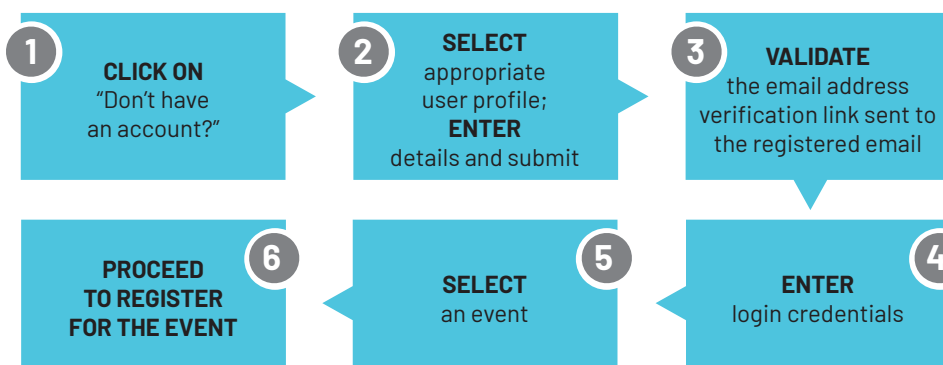 1
CLICK ON
“Don’t have
an account?”
2
SELECT
appropriate
user profile;
ENTER
details and submit
3
VALIDATE
the email address
verification link sent to
the registered email
4
ENTER
login credentials
5
SELECT
an event
6
PROCEED
TO REGISTER
FOR THE EVENT